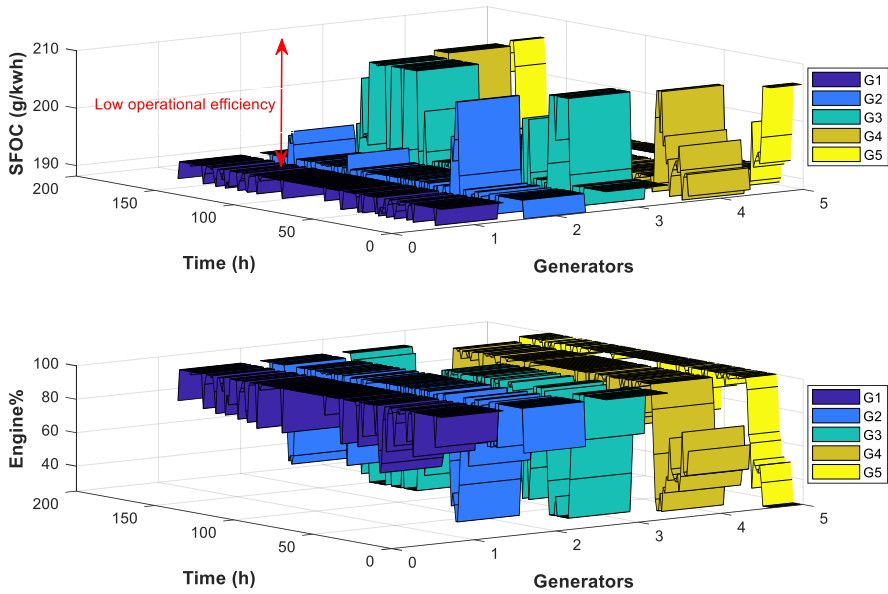 210
200
190
SFOC (g/kwh)
Low operational efficiency
200
150
100
50
0
Time (h)
0
1
2
3
4
5
Generators
G1
G2
G3
G4
G5
100
80
60
40
Engine%
200
150
100
50
0
Time (h)
0
1
2
3
4
5
Generators
G1
G2
G3
G4
G5